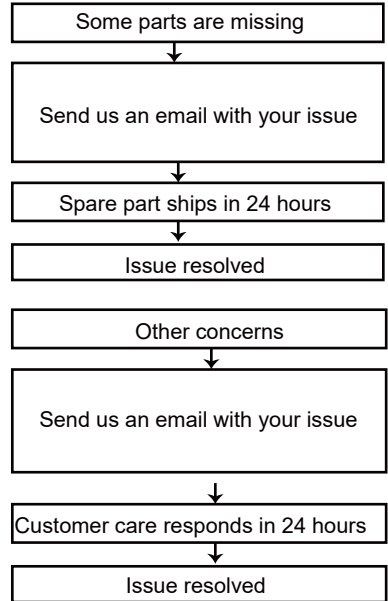 Some parts are missing
Send us an email with your issue
Spare part ships in 24 hours
Issue resolved
Other concerns
Send us an email with your issue
Customer care responds in 24 hours
Issue resolved